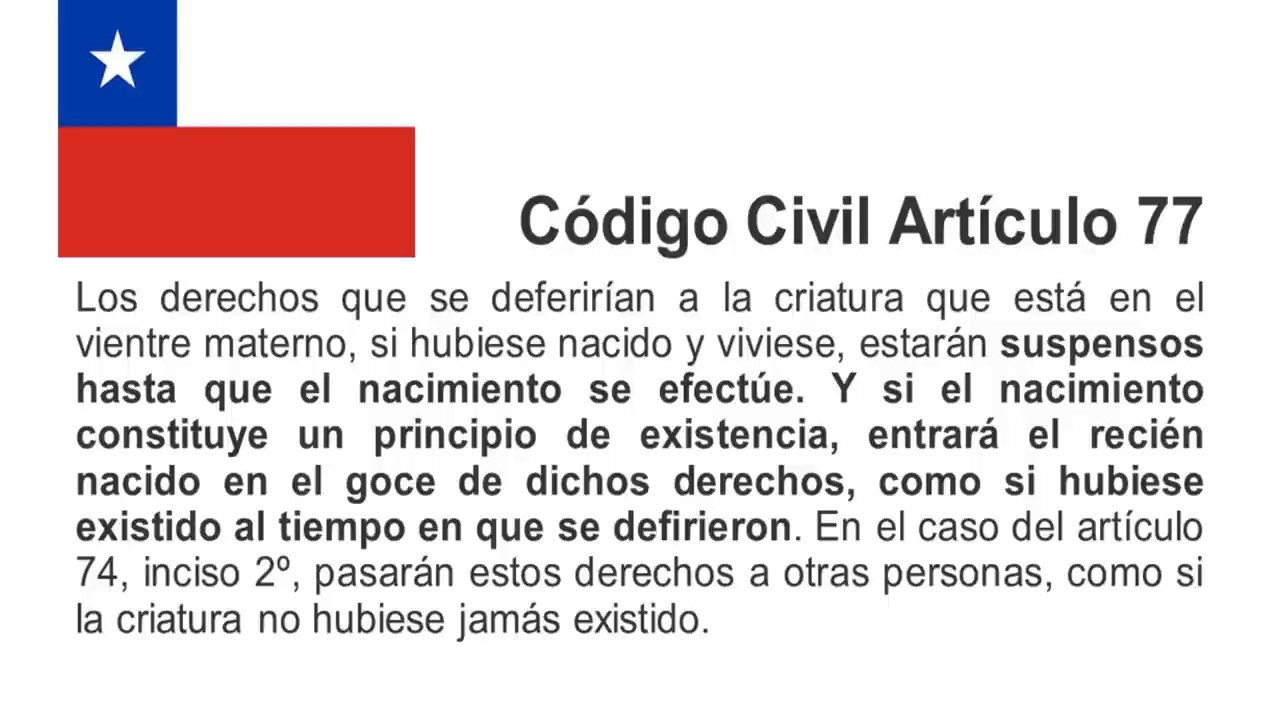 Código Civil Artículo 77
Los derechos que se deferirían a la criatura que está en el
vientre materno, si hubiese nacido y viviese, estarán suspensos
hasta que el nacimiento se efectúe. Y si el nacimiento
constituye un principio de existencia, entrará el recién
nacido en el goce de dichos derechos, como si hubiese
existido al tiempo en que se defirieron. En el caso del artículo
74, inciso 2º, pasarán estos derechos a otras personas, como si
la criatura no hubiese jamás existido.